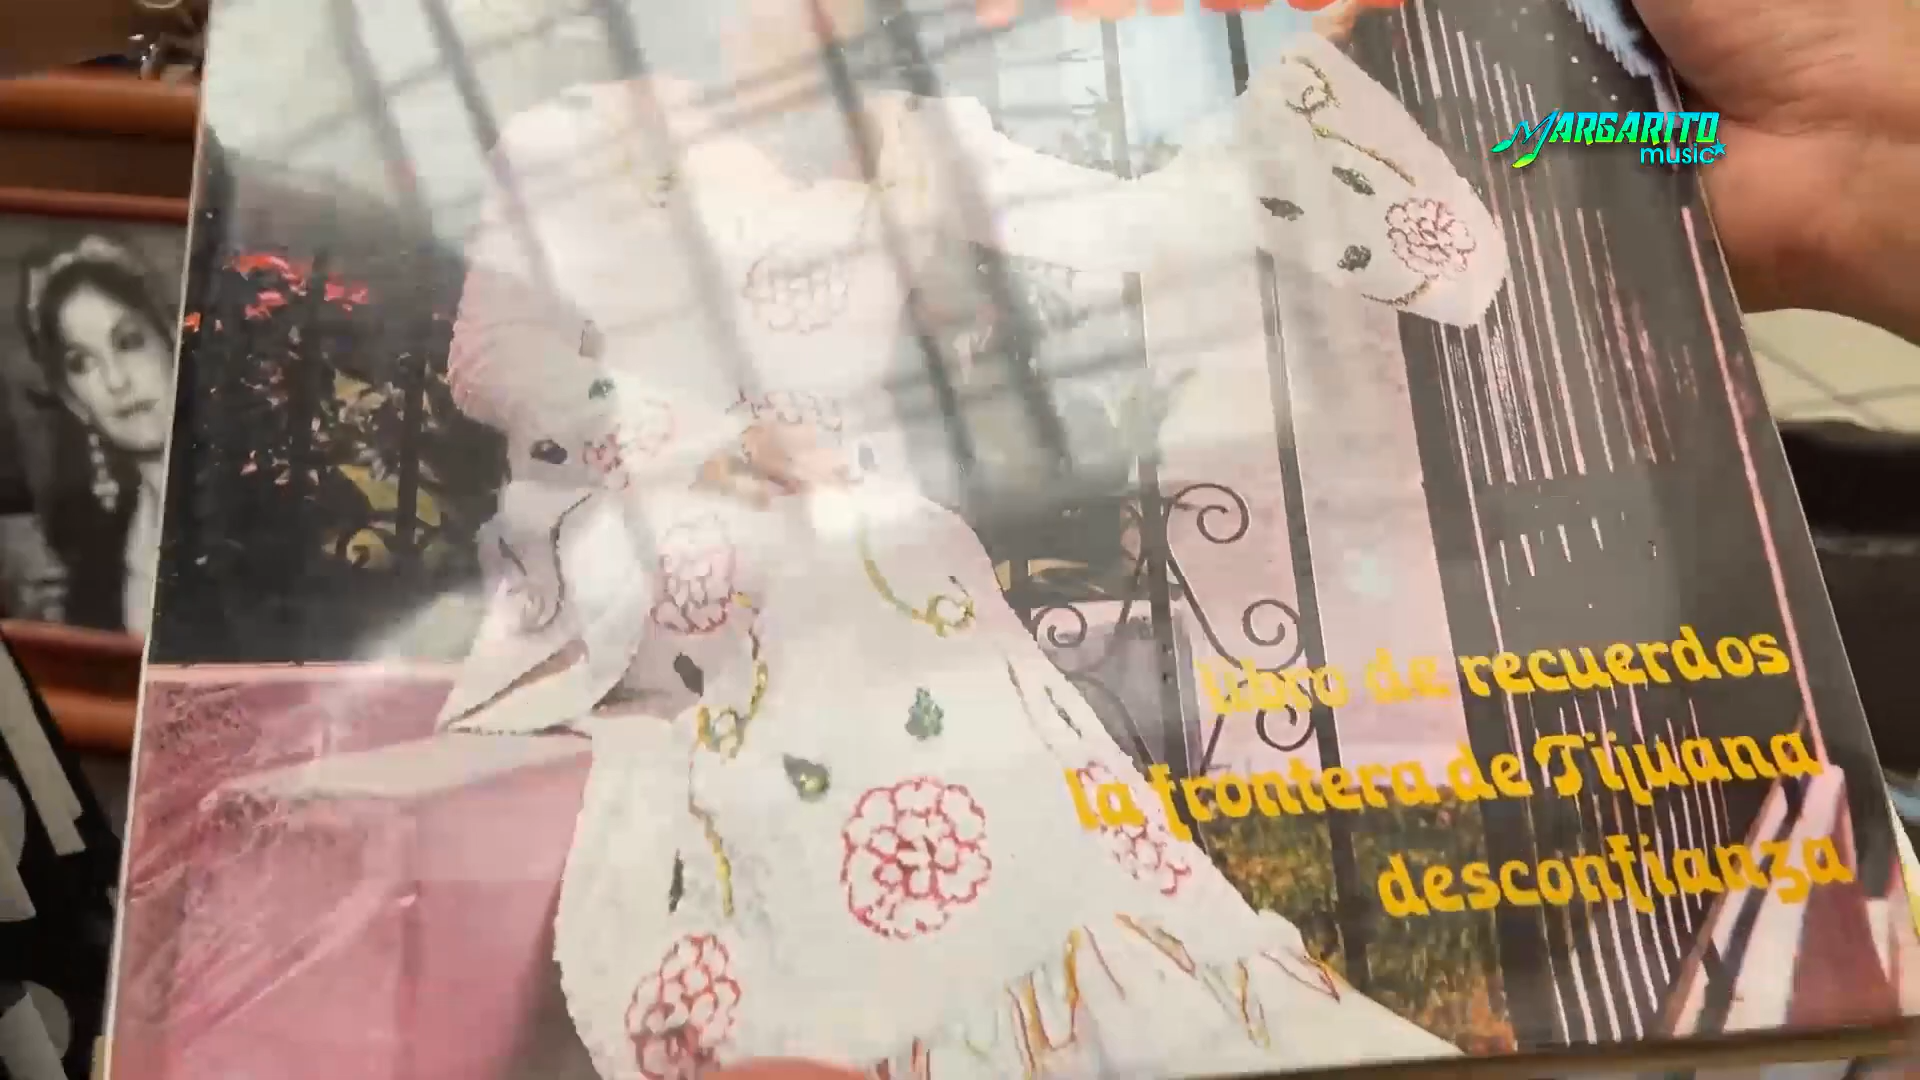 MARGARITO
music
libro de recuerdos
la frontera de Tijuana
desconfianza